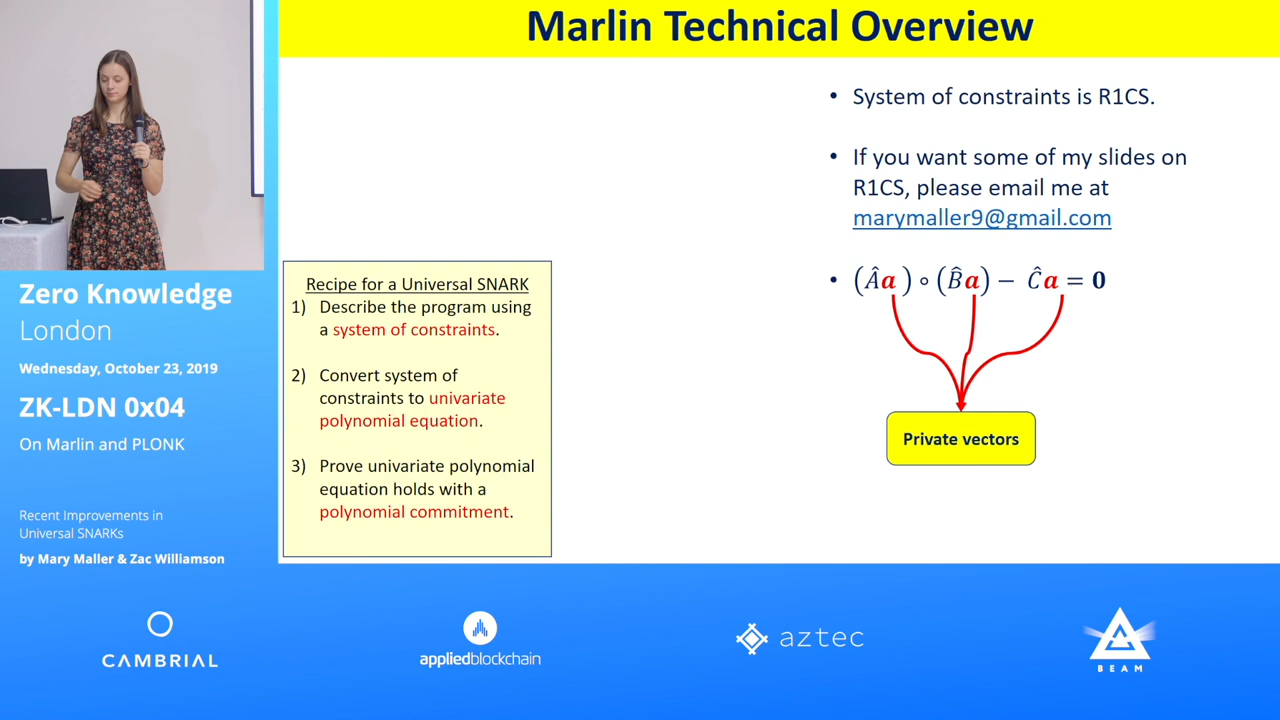 Marlin Technical Overview
• System of constraints is R1CS.
• If you want some of my slides on
R1CS, please email me at
marymaller9@gmail.com
• (Âa) ∘ (B̂a) − Ĉa = 0
Private vectors
Recipe for a Universal SNARK
1) Describe the program using
a system of constraints.
2) Convert system of
constraints to univariate
polynomial equation.
3) Prove univariate polynomial
equation holds with a
polynomial commitment.
Zero Knowledge
London
Wednesday, October 23, 2019
ZK-LDN 0x04
On Marlin and PLONK
Recent Improvements in
Universal SNARKs
by Mary Maller & Zac Williamson
CAMBRIAL
appliedblockchain
aztec
BEAM